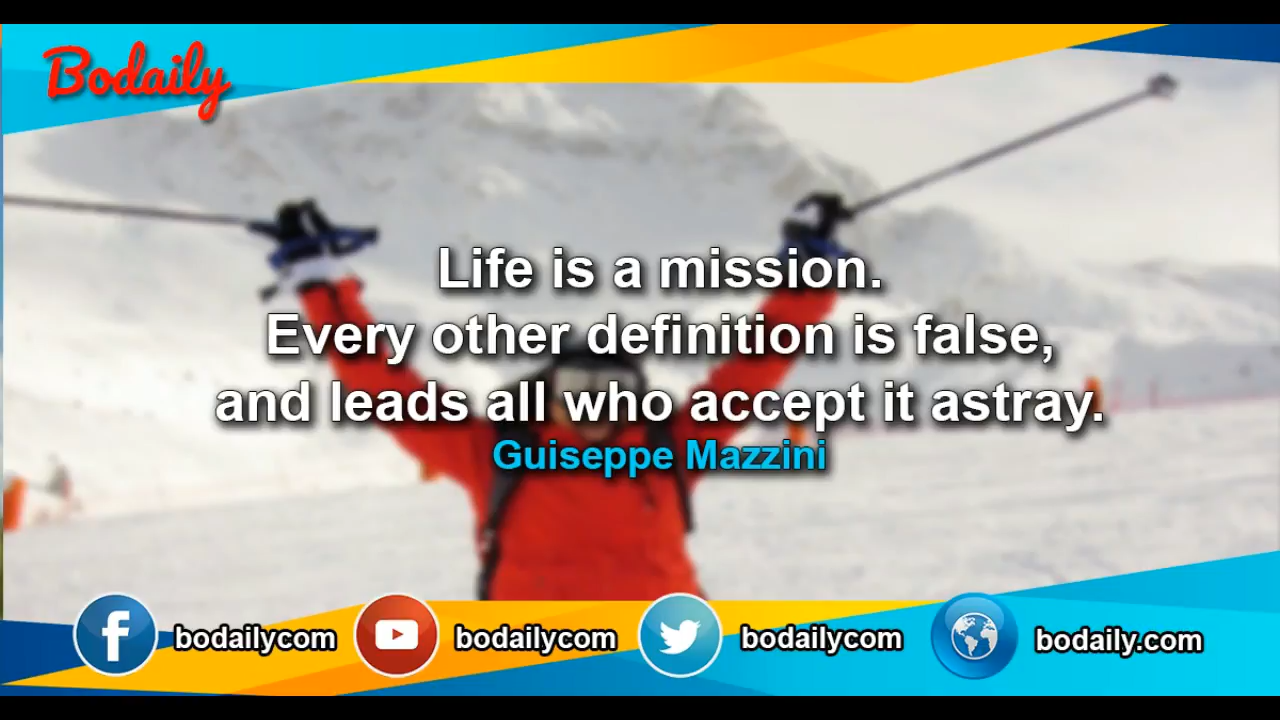 Bodaily
Life is a mission.
Every other definition is false,
and leads all who accept it astray.
Guiseppe Mazzini
bodailycom
bodailycom
bodailycom
bodaily.com